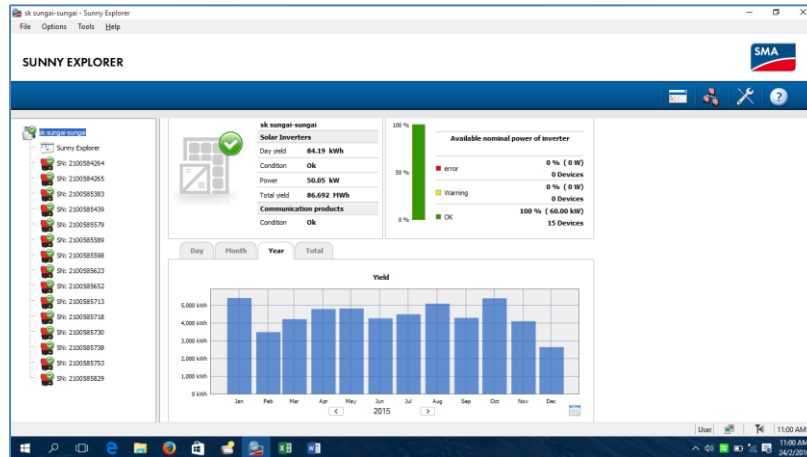 sk sungai-sungai - Sunny Explorer
File Options Tools Help
SUNNY EXPLORER
SMA
sk sungai-sungai
Sunny Explorer
SN: 2100584264
SN: 2100584265
SN: 2100585383
SN: 2100585439
SN: 2100585579
SN: 2100585589
SN: 2100585598
SN: 2100585623
SN: 2100585652
SN: 2100585713
SN: 2100585718
SN: 2100585730
SN: 2100585738
SN: 2100585753
SN: 2100585829
sk sungai-sungai
Solar Inverters
Day yield 84.19 kWh
Condition Ok
Power 50.05 kW
Total yield 86.692 MWh
Communication products
Condition Ok
100 %
50 %
0 %
Available nominal power of inverter
error 0 % ( 0 W)
0 Devices
Warning 0 % ( 0 W)
0 Devices
OK 100 % ( 60.00 kW)
15 Devices
Day Month Year Total
Yield
5,000 kWh
4,000 kWh
3,000 kWh
2,000 kWh
1,000 kWh
0 kWh
Jan Feb Mar Apr May Jun Jul Aug Sep Oct Nov Dec
2015
User 11:00 AM
11:00 AM